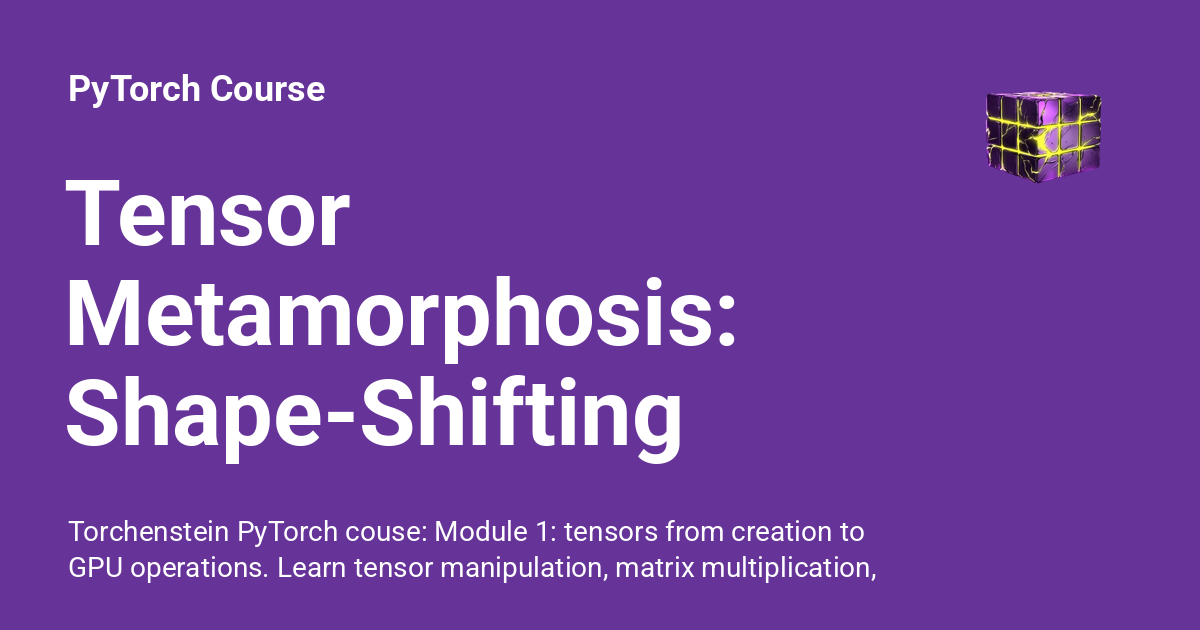 PyTorch Course
Tensor
Metamorphosis:
Shape-Shifting
Torchenstein PyTorch couse: Module 1: tensors from creation to
GPU operations. Learn tensor manipulation, matrix multiplication,